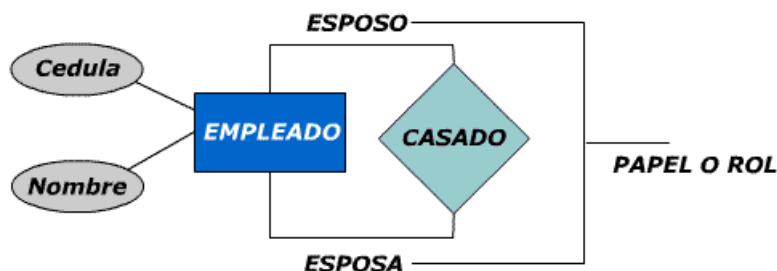 ESPOSO
Cedula
EMPLEADO
CASADO
PAPEL O ROL
Nombre
ESPOSA